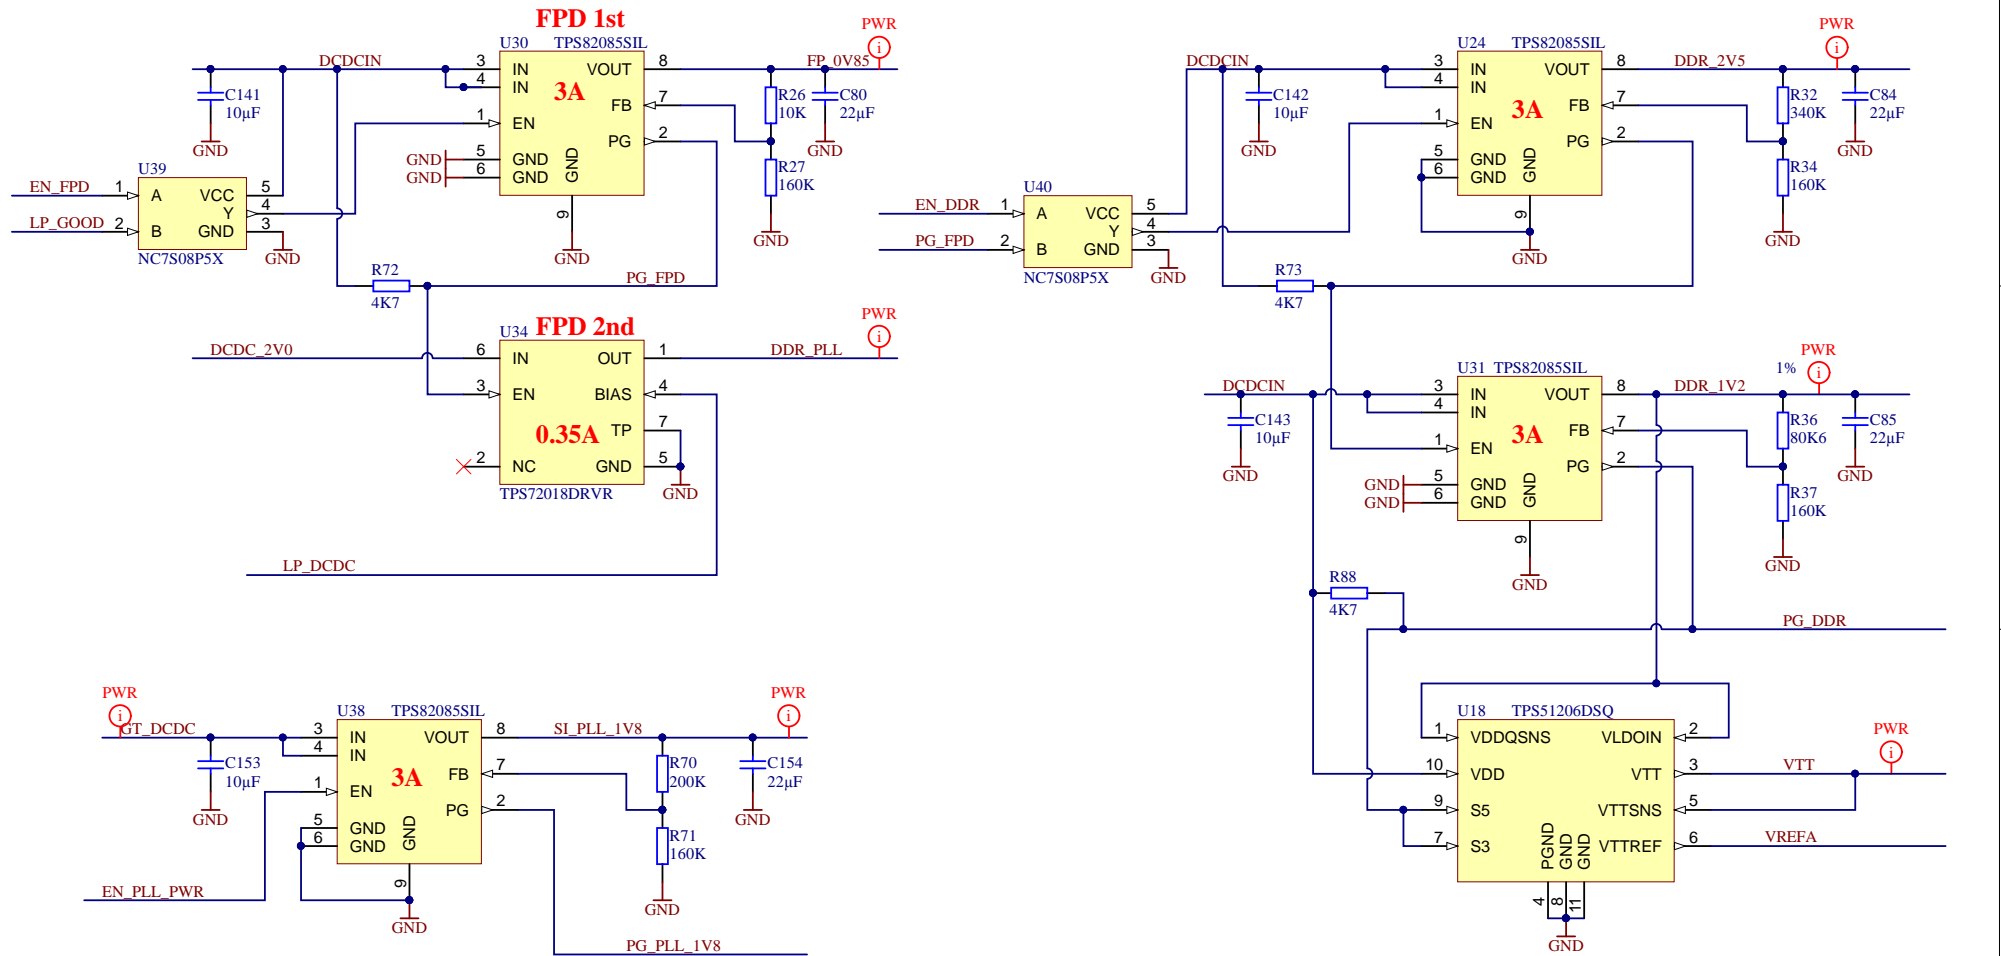 FPD 1st
U30 TPS82085SIL
PWR
i
DCDCIN
3 IN VOUT 8
FP_0V85
4 IN
3A
C141
10µF
GND
FB 7
R26
10K
C80
22µF
GND
1 EN
PG 2
GND 5 GND
GND 6 GND
GND
9
GND
R27
160K
GND
U39
EN_FPD 1 A VCC 5
Y 4
LP_GOOD 2 B GND 3
NC7S08P5X
GND
R72
4K7
PG_FPD
U34 FPD 2nd
PWR
i
DCDC_2V0
6 IN OUT 1
DDR_PLL
3 EN BIAS 4
0.35A
TP 7
2 NC GND 5
TPS72018DRVR
GND
LP_DCDC
PWR
i
GT_DCDC
U38 TPS82085SIL
PWR
i
3 IN VOUT 8
SI_PLL_1V8
4 IN
3A
C153
10µF
GND
FB 7
R70
200K
C154
22µF
GND
1 EN
PG 2
5 GND
6 GND
GND
9
GND
R71
160K
GND
EN_PLL_PWR
PG_PLL_1V8
U24 TPS82085SIL
PWR
i
DCDCIN
3 IN VOUT 8
DDR_2V5
4 IN
3A
C142
10µF
GND
FB 7
R32
340K
C84
22µF
GND
1 EN
PG 2
5 GND
6 GND
GND
9
GND
R34
160K
GND
U40
EN_DDR 1 A VCC 5
Y 4
PG_FPD 2 B GND 3
NC7S08P5X
GND
R73
4K7
U31 TPS82085SIL
1%
PWR
i
DCDCIN
3 IN VOUT 8
DDR_1V2
4 IN
3A
C143
10µF
GND
FB 7
R36
80K6
C85
22µF
GND
1 EN
PG 2
GND 5 GND
GND 6 GND
GND
9
GND
R37
160K
GND
R88
4K7
PG_DDR
U18 TPS51206DSQ
PWR
i
1 VDDQSNS VLDOIN 2
10 VDD VTT 3
VTT
9 S5 VTTSNS 5
7 S3 VTTREF 6
VREFA
PGND
GND
GND
4
8
11
GND